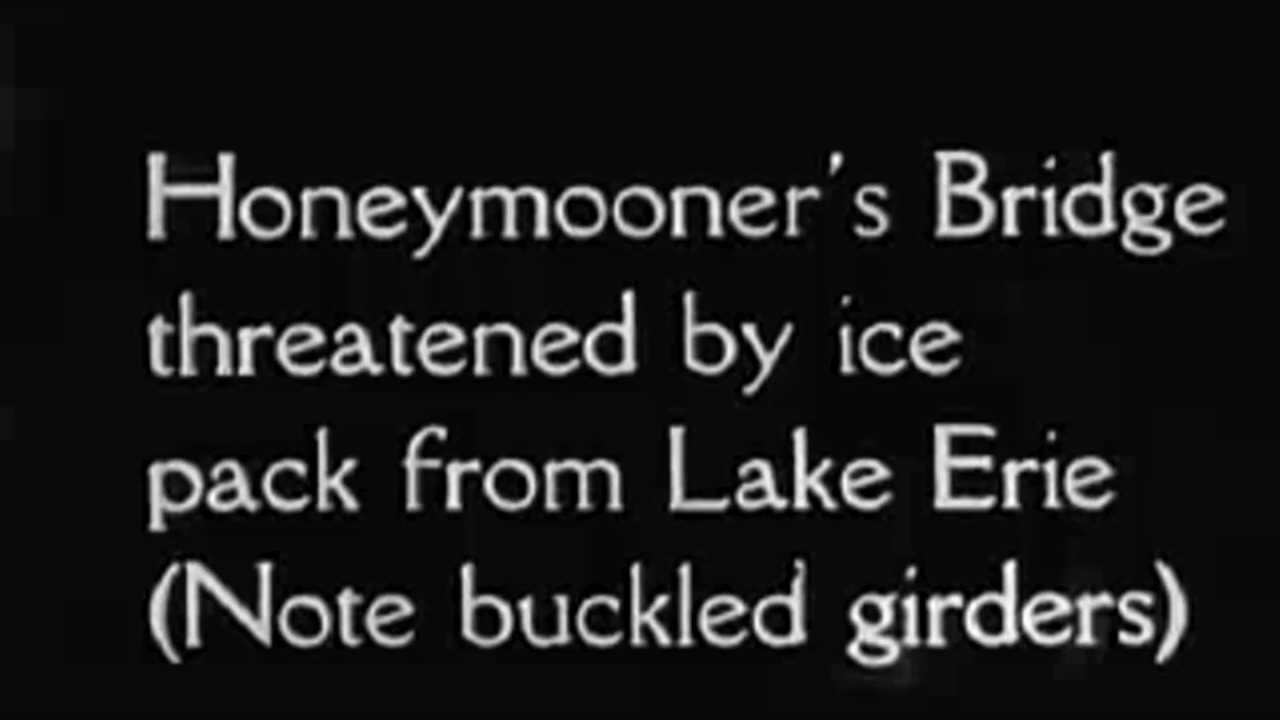 Honeymooner's Bridge
threatened by ice
pack from Lake Erie
(Note buckled girders)